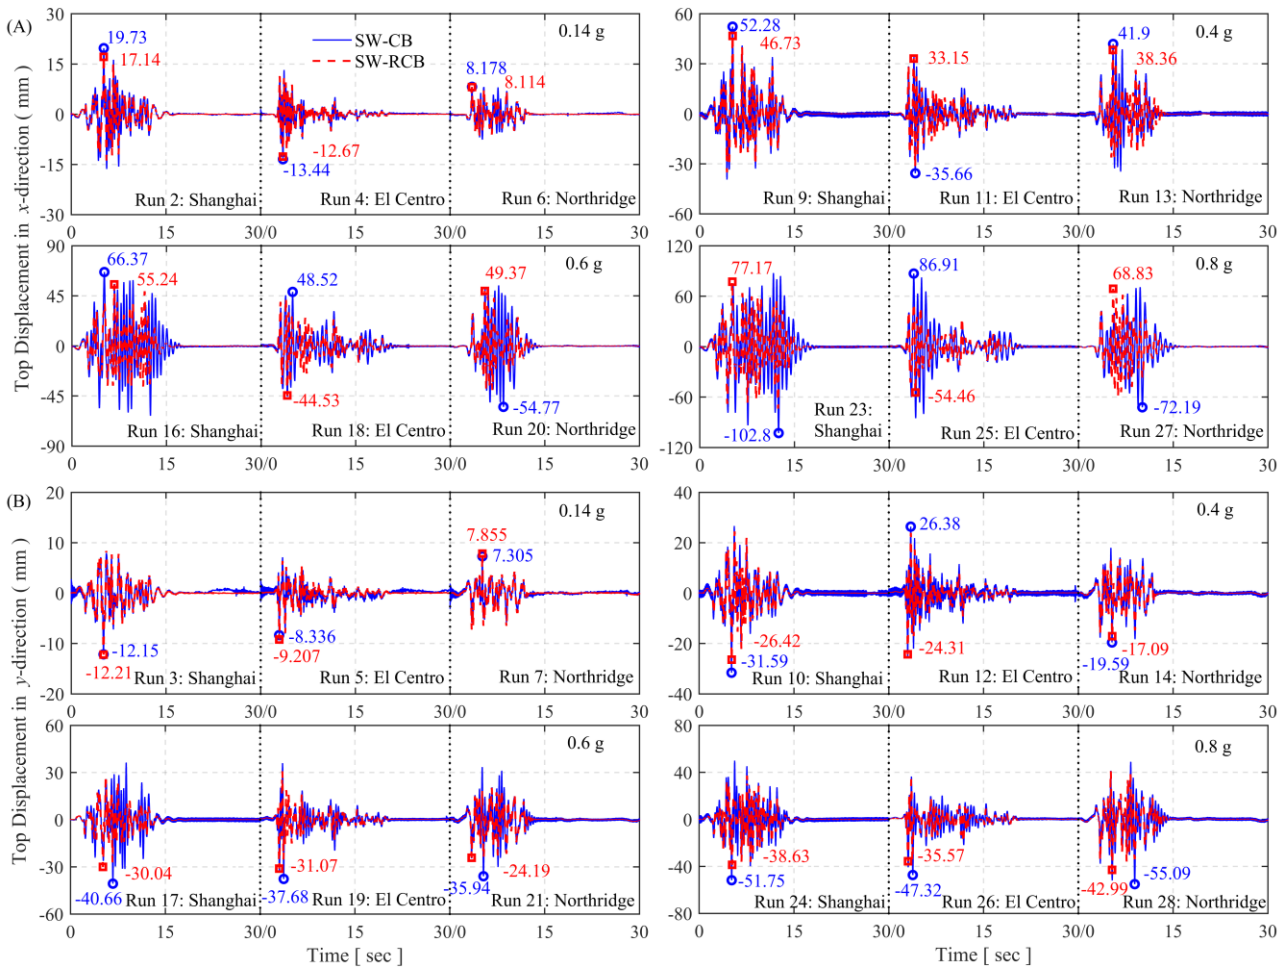 (A)
Top Displacement in x-direction ( mm )
30
15
0
-15
-30
0.14 g
19.73
17.14
SW-CB
SW-RCB
8.178
8.114
-12.67
-13.44
Run 2: Shanghai
Run 4: El Centro
Run 6: Northridge
0 15 30/0 15 30/0 15 30
60
30
0
-30
-60
0.4 g
52.28
46.73
33.15
41.9
38.36
-35.66
Run 9: Shanghai
Run 11: El Centro
Run 13: Northridge
0 15 30/0 15 30/0 15 30
90
45
0
-45
-90
0.6 g
66.37
55.24
48.52
49.37
-44.53
-54.77
Run 16: Shanghai
Run 18: El Centro
Run 20: Northridge
0 15 30/0 15 30/0 15 30
120
60
0
-60
-120
0.8 g
77.17
86.91
68.83
-54.46
-72.19
-102.8
Run 23:
Shanghai
Run 25: El Centro
Run 27: Northridge
0 15 30/0 15 30/0 15 30
(B)
Top Displacement in y-direction ( mm )
20
10
0
-10
-20
0.14 g
7.855
7.305
-12.15
-12.21
-8.336
-9.207
Run 3: Shanghai
Run 5: El Centro
Run 7: Northridge
0 15 30/0 15 30/0 15 30
40
20
0
-20
-40
0.4 g
26.38
-26.42
-31.59
-24.31
-17.09
-19.59
Run 10: Shanghai
Run 12: El Centro
Run 14: Northridge
0 15 30/0 15 30/0 15 30
60
30
0
-30
-60
0.6 g
-30.04
-40.66
-31.07
-37.68
-24.19
-35.94
Run 17: Shanghai
Run 19: El Centro
Run 21: Northridge
0 15 30/0 15 30/0 15 30
Time [ sec ]
80
40
0
-40
-80
0.8 g
-38.63
-51.75
-35.57
-47.32
-42.99
-55.09
Run 24: Shanghai
Run 26: El Centro
Run 28: Northridge
0 15 30/0 15 30/0 15 30
Time [ sec ]